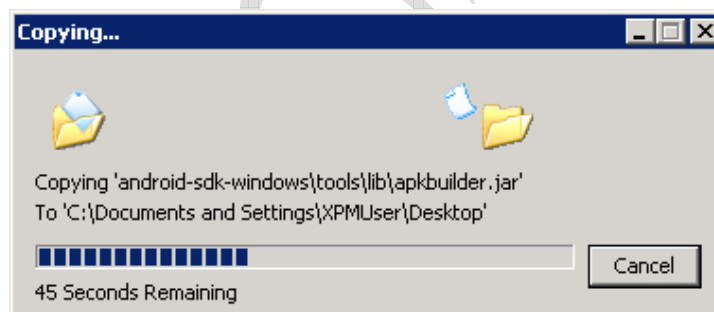 Copying...
Copying 'android-sdk-windows\tools\lib\apkbuilder.jar'
To 'C:\Documents and Settings\XPMUser\Desktop'
Cancel
45 Seconds Remaining